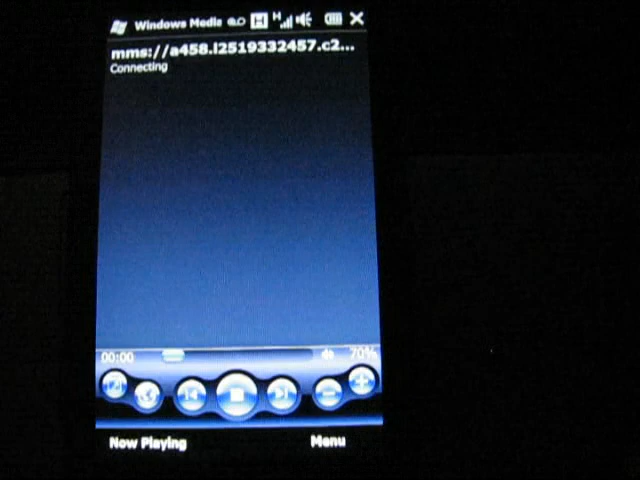 Windows Media
mms://a458.l2519332457.c2...
Connecting
00:00
70%
Now Playing
Menu